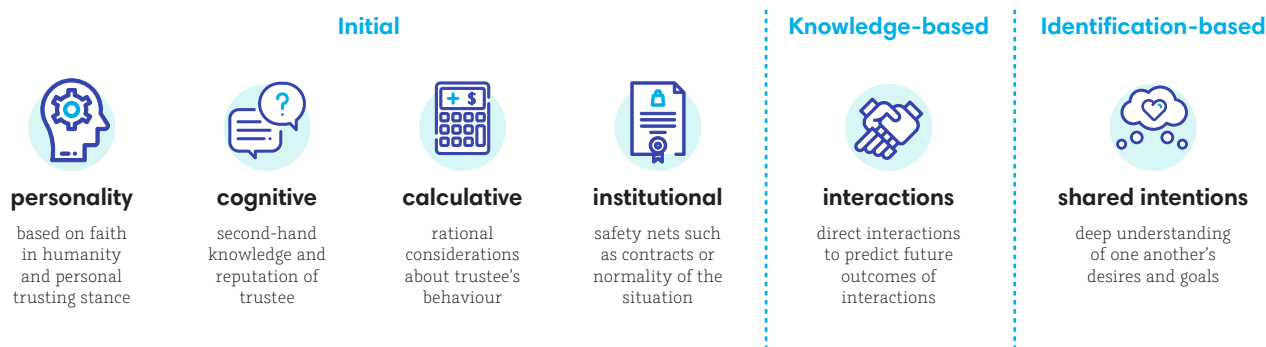 Initial
Knowledge-based
Identification-based
+ $
?
personality
based on faith
in humanity
and personal
trusting stance
cognitive
second-hand
knowledge and
reputation of
trustee
calculative
rational
considerations
about trustee's
behaviour
institutional
safety nets such
as contracts or
normality of the
situation
interactions
direct interactions
to predict future
outcomes of
interactions
shared intentions
deep understanding
of one another's
desires and goals